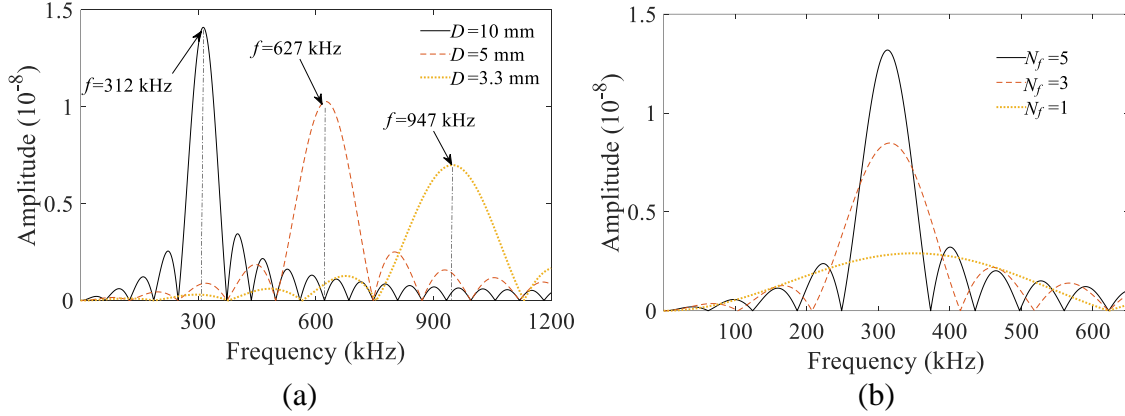 1.5
f=627 kHz
D=10 mm
D=5 mm
D=3.3 mm
f=312 kHz
1
f=947 kHz
0.5
0
300
600
900
1200
Amplitude (10⁻⁸)
Frequency (kHz)
(a)
1.5
N_f=5
N_f=3
N_f=1
1
0.5
0
100
200
300
400
500
600
Amplitude (10⁻⁸)
Frequency (kHz)
(b)